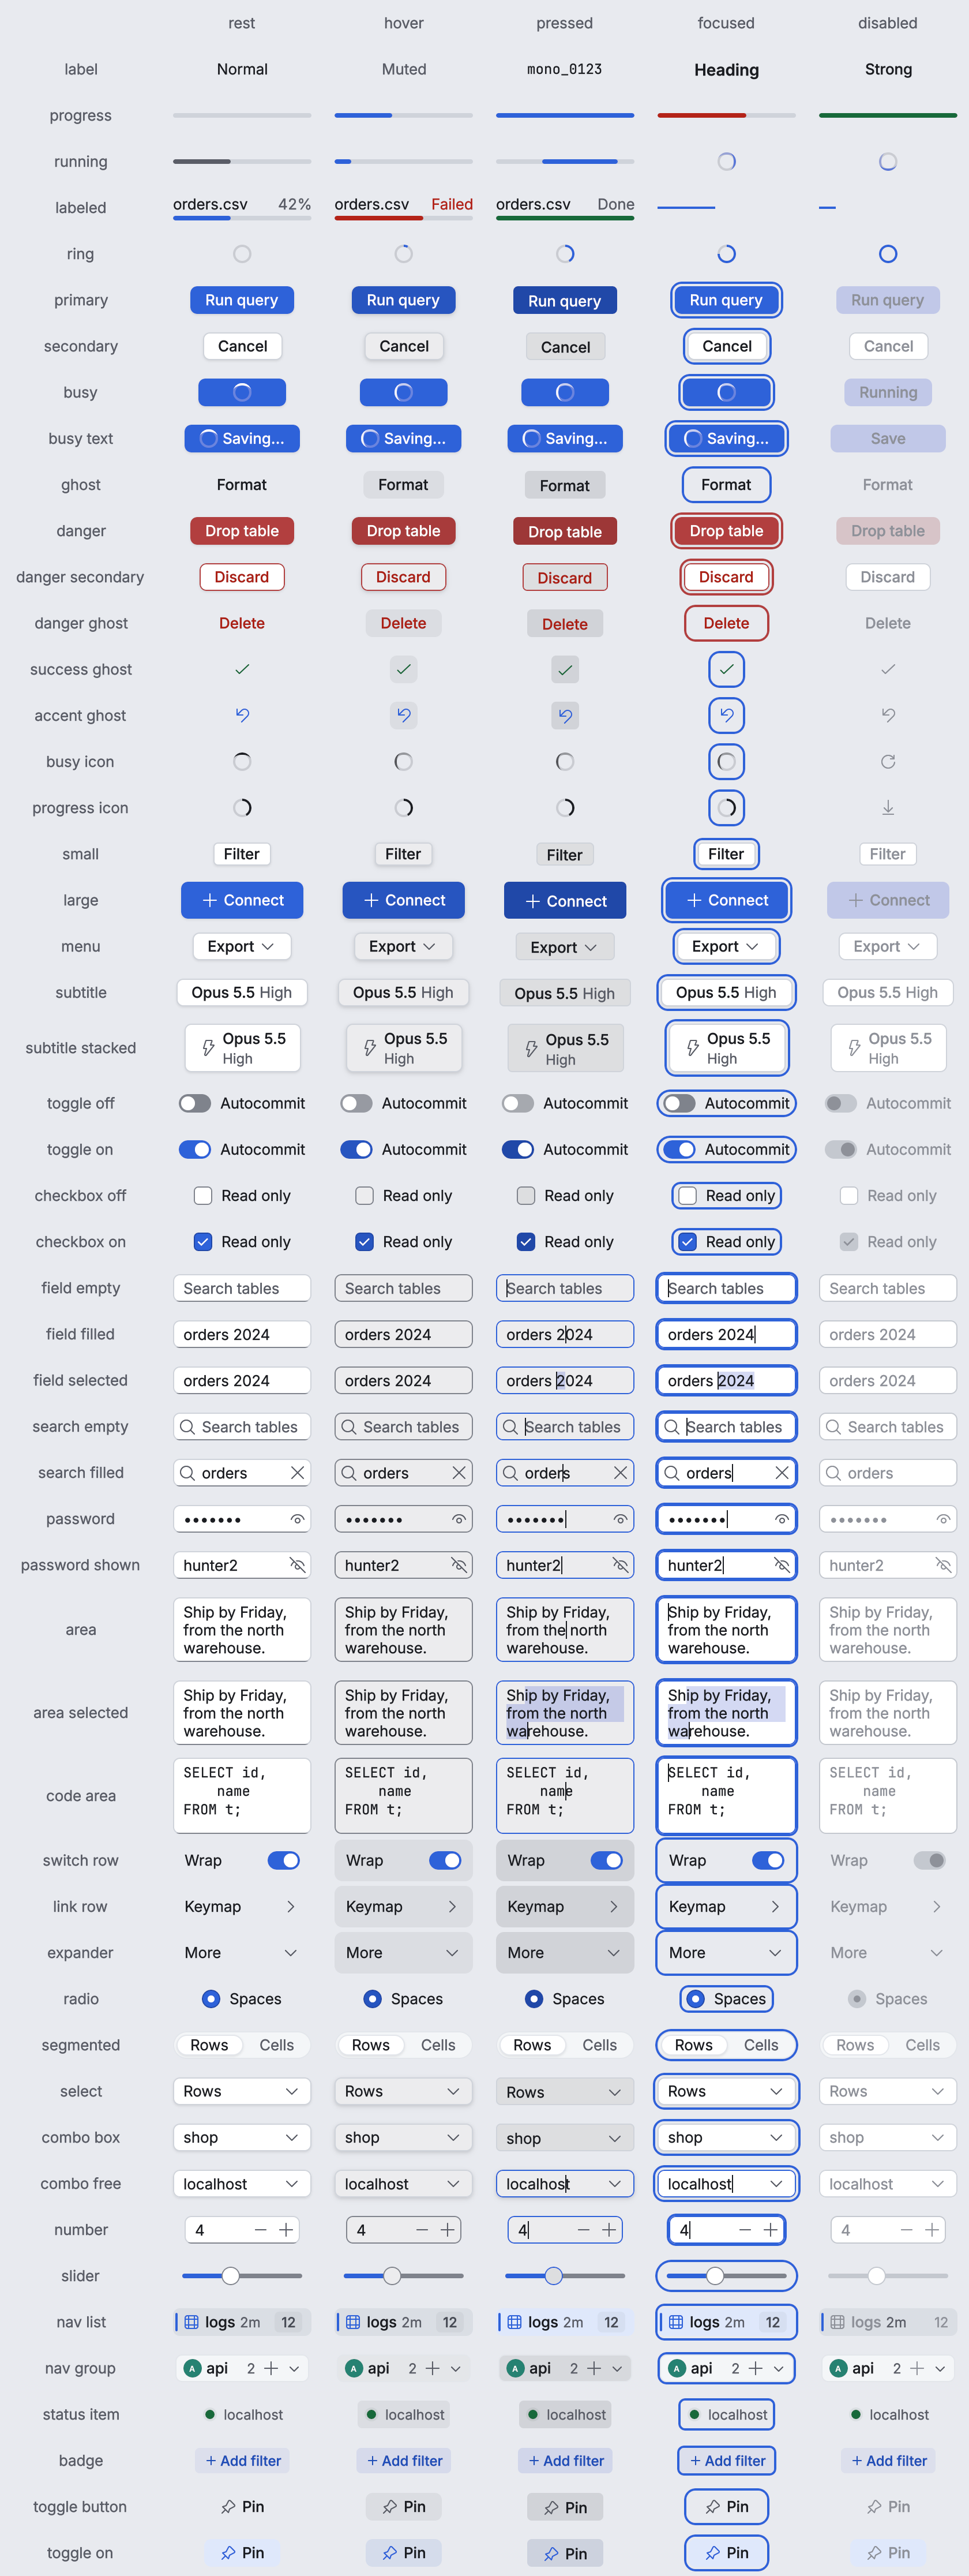 rest hover pressed focused disabled
label Normal Muted mono_0123 Heading Strong
progress
running
labeled orders.csv 42% orders.csv Failed orders.csv Done
ring
primary Run query Run query Run query Run query Run query
secondary Cancel Cancel Cancel Cancel Cancel
busy Running
busy text Saving... Saving... Saving... Saving... Save
ghost Format Format Format Format Format
danger Drop table Drop table Drop table Drop table Drop table
danger secondary Discard Discard Discard Discard Discard
danger ghost Delete Delete Delete Delete Delete
success ghost
accent ghost
busy icon
progress icon
small Filter Filter Filter Filter Filter
large Connect Connect Connect Connect Connect
menu Export Export Export Export Export
subtitle Opus 5.5 High Opus 5.5 High Opus 5.5 High Opus 5.5 High Opus 5.5 High
subtitle stacked Opus 5.5 Opus 5.5 Opus 5.5 Opus 5.5 Opus 5.5
High High High High High
toggle off Autocommit Autocommit Autocommit Autocommit Autocommit
toggle on Autocommit Autocommit Autocommit Autocommit Autocommit
checkbox off Read only Read only Read only Read only Read only
checkbox on Read only Read only Read only Read only Read only
field empty Search tables Search tables Search tables Search tables Search tables
field filled orders 2024 orders 2024 orders 2024 orders 2024 orders 2024
field selected orders 2024 orders 2024 orders 2024 orders 2024 orders 2024
search empty Search tables Search tables Search tables Search tables Search tables
search filled orders orders orders orders orders
password ••••••• ••••••• ••••••• ••••••• •••••••
password shown hunter2 hunter2 hunter2 hunter2 hunter2
area Ship by Friday, Ship by Friday, Ship by Friday, Ship by Friday, Ship by Friday,
from the north from the north from the north from the north from the north
warehouse. warehouse. warehouse. warehouse. warehouse.
area selected Ship by Friday, Ship by Friday, Ship by Friday, Ship by Friday, Ship by Friday,
from the north from the north from the north from the north from the north
warehouse. warehouse. warehouse. warehouse. warehouse.
code area SELECT id, SELECT id, SELECT id, SELECT id, SELECT id,
name name name name name
FROM t; FROM t; FROM t; FROM t; FROM t;
switch row Wrap Wrap Wrap Wrap Wrap
link row Keymap Keymap Keymap Keymap Keymap
expander More More More More More
radio Spaces Spaces Spaces Spaces Spaces
segmented Rows Cells Rows Cells Rows Cells Rows Cells Rows Cells
select Rows Rows Rows Rows Rows
combo box shop shop shop shop shop
combo free localhost localhost localhost localhost localhost
number 4 4 4 4 4
slider
nav list logs 2m 12 logs 2m 12 logs 2m 12 logs 2m 12 logs 2m 12
nav group A api 2 A api 2 A api 2 A api 2 A api 2
status item localhost localhost localhost localhost localhost
badge + Add filter + Add filter + Add filter + Add filter + Add filter
toggle button Pin Pin Pin Pin Pin
toggle on Pin Pin Pin Pin Pin